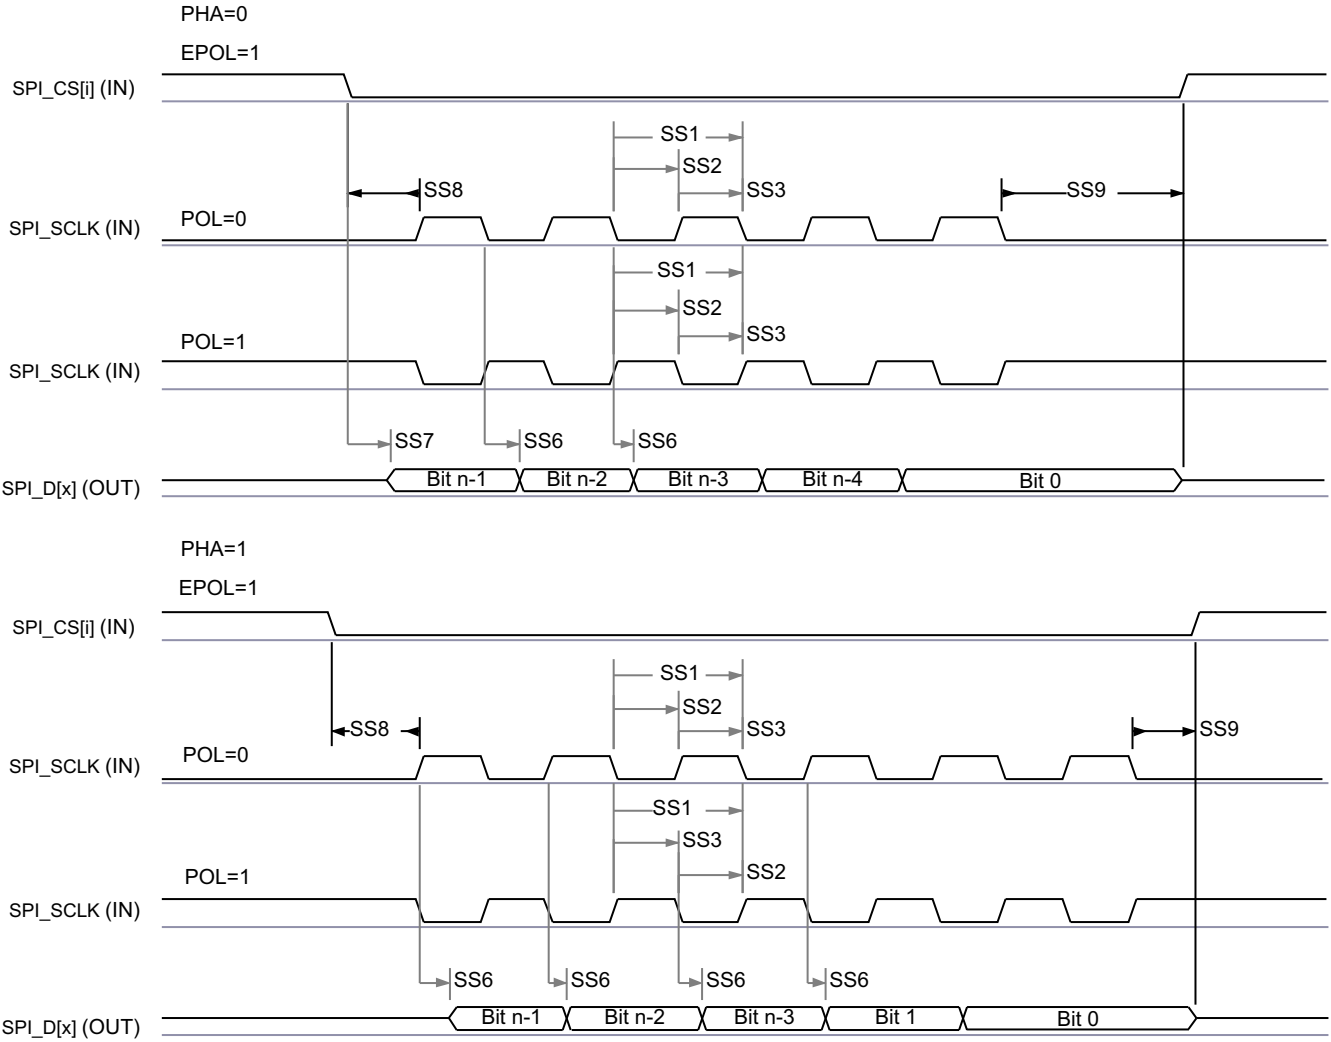 PHA=0
EPOL=1
SPI_CS[i] (IN)
SS1
SS2
SS8 SS3 SS9
POL=0
SPI_SCLK (IN)
SS1
SS2
SS3
POL=1
SPI_SCLK (IN)
SS7 SS6 SS6
SPI_D[x] (OUT) Bit n-1 Bit n-2 Bit n-3 Bit n-4 Bit 0
PHA=1
EPOL=1
SPI_CS[i] (IN)
SS1
SS2
SS8 SS3 SS9
POL=0
SPI_SCLK (IN)
SS1
SS3
SS2
POL=1
SPI_SCLK (IN)
SS6 SS6 SS6 SS6
SPI_D[x] (OUT) Bit n-1 Bit n-2 Bit n-3 Bit 1 Bit 0